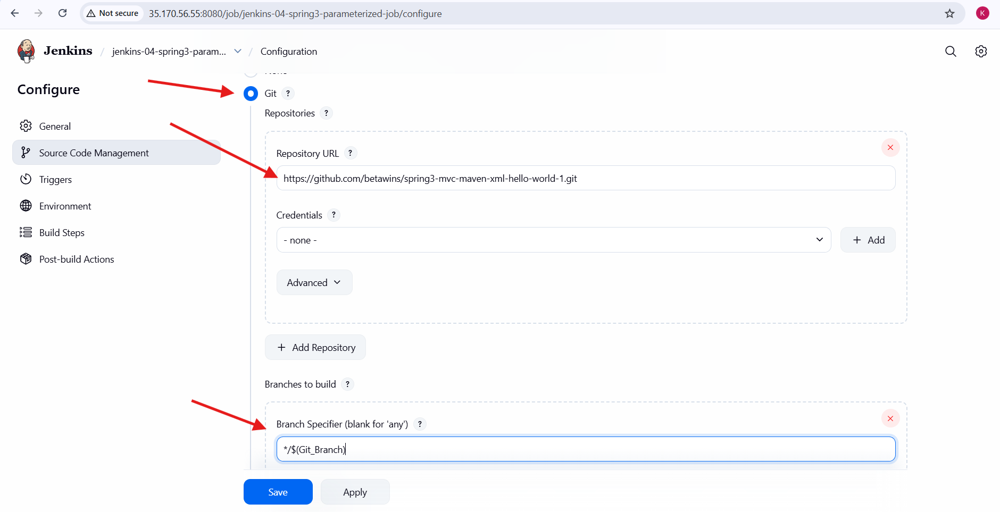 Not secure 35.170.56.55:8080/job/jenkins-04-spring3-parameterized-job/configure K
Jenkins / jenkins-04-spring3-param... / Configuration
Configure
General
Source Code Management
Triggers
Environment
Build Steps
Post-build Actions
Git ?
Repositories ?
Repository URL ?
https://github.com/betawins/spring3-mvc-maven-xml-hello-world-1.git
Credentials ?
- none -
+ Add
Advanced
+ Add Repository
Branches to build ?
Branch Specifier (blank for 'any') ?
*/$(Git_Branch)
Save
Apply